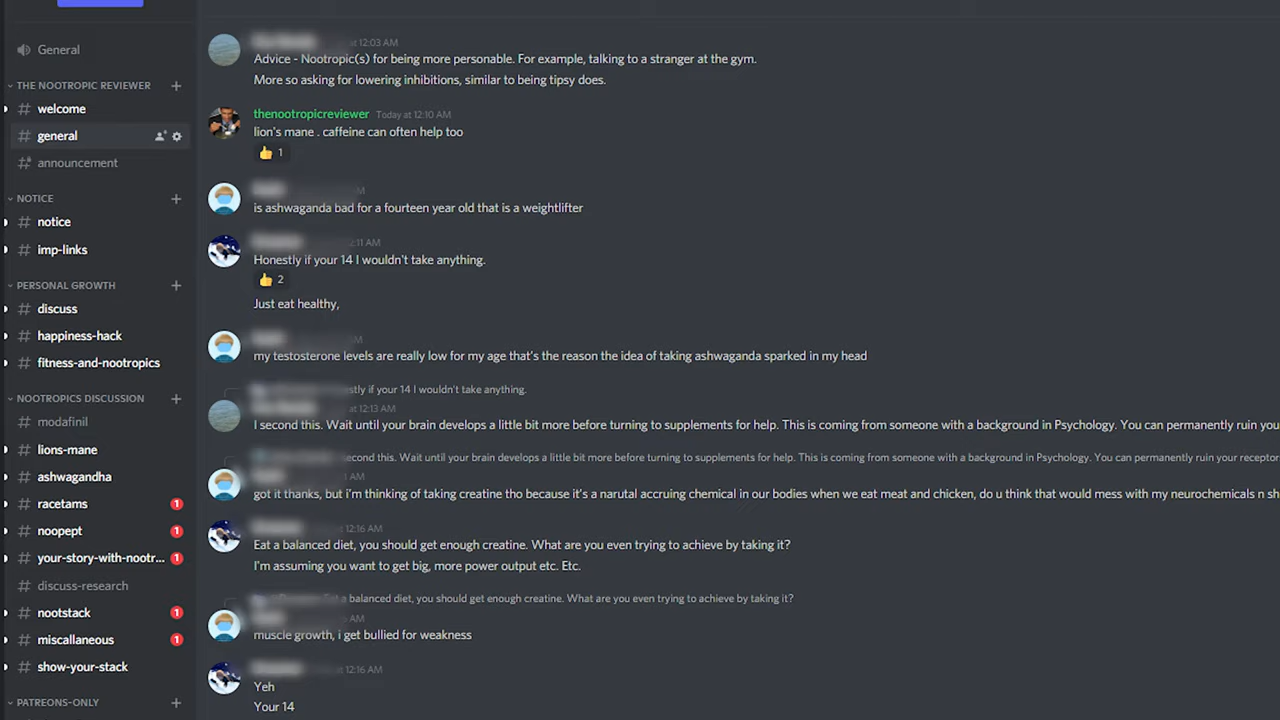 General
THE NOOTROPIC REVIEWER
welcome
general
announcement
NOTICE
notice
imp-links
PERSONAL GROWTH
discuss
happiness-hack
fitness-and-nootropics
NOOTROPICS DISCUSSION
modafinil
lions-mane
ashwagandha
racetams 1
noopept 1
your-story-with-nootr... 1
discuss-research
nootstack 1
miscellaneous 1
show-your-stack
PATREONS-ONLY
at 12:03 AM
Advice - Nootropic(s) for being more personable. For example, talking to a stranger at the gym.
More so asking for lowering inhibitions, similar to being tipsy does.
thenootropicreviewer Today at 12:10 AM
lion's mane . caffeine can often help too
👍 1
is ashwaganda bad for a fourteen year old that is a weightlifter
12:11 AM
Honestly if your 14 I wouldn't take anything.
👍 2
Just eat healthy,
my testosterone levels are really low for my age that's the reason the idea of taking ashwaganda sparked in my head
if your 14 I wouldn't take anything.
at 12:13 AM
I second this. Wait until your brain develops a little bit more before turning to supplements for help. This is coming from someone with a background in Psychology. You can permanently ruin you
second this. Wait until your brain develops a little bit more before turning to supplements for help. This is coming from someone with a background in Psychology. You can permanently ruin your receptor
AM
got it thanks, but i'm thinking of taking creatine tho because it's a narutal accruing chemical in our bodies when we eat meat and chicken, do u think that would mess with my neurochemicals n sh
at 12:16 AM
Eat a balanced diet, you should get enough creatine. What are you even trying to achieve by taking it?
I'm assuming you want to get big, more power output etc. Etc.
a balanced diet, you should get enough creatine. What are you even trying to achieve by taking it?
AM
muscle growth, i get bullied for weakness
at 12:16 AM
Yeh
Your 14